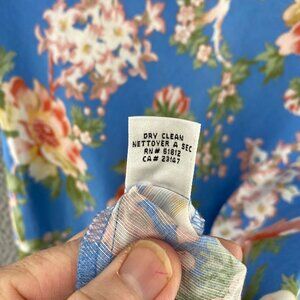 DRY CLEAN
NETTOYER A SEC
RN# 61812
CA# 23147